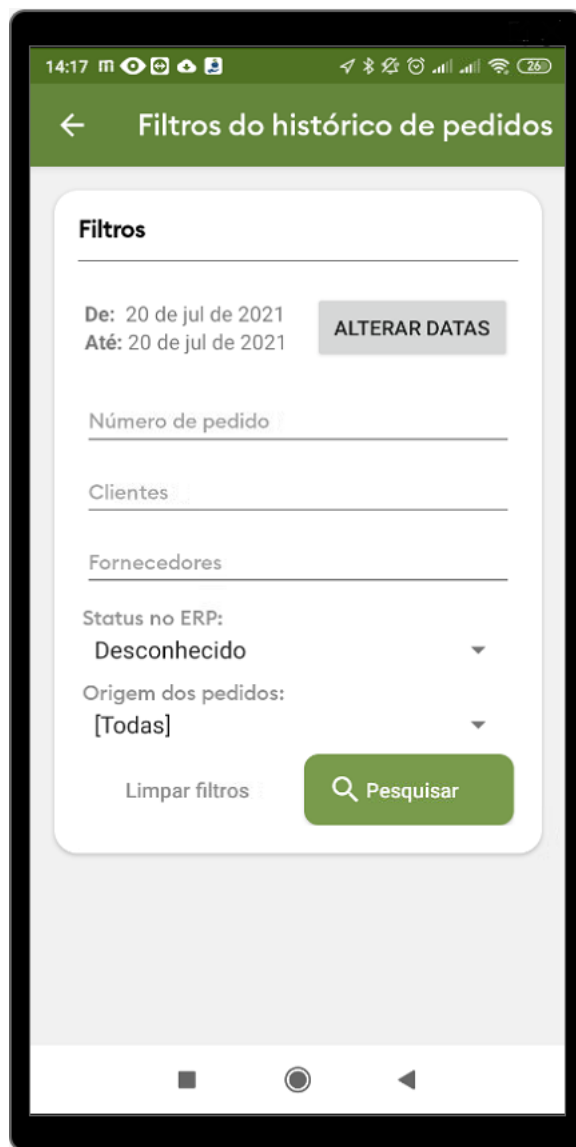 14:17 m
26
Filtros do histórico de pedidos
Filtros
De: 20 de jul de 2021
Até: 20 de jul de 2021
ALTERAR DATAS
Número de pedido
Clientes
Fornecedores
Status no ERP:
Desconhecido
Origem dos pedidos:
[Todas]
Limpar filtros
Pesquisar